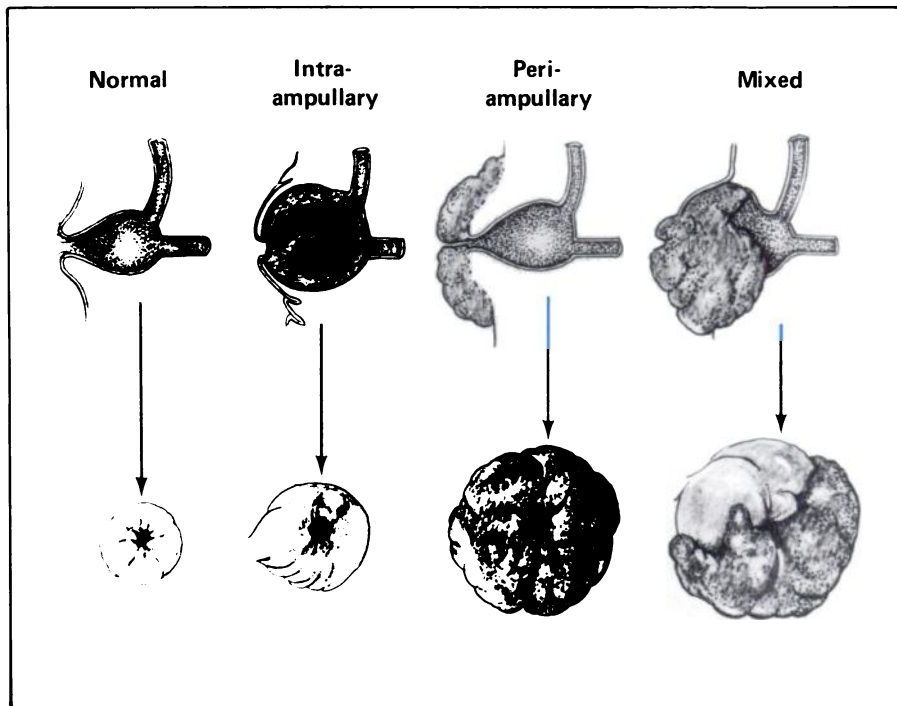 Normal
Intra-
ampullary
Peri-
ampullary
Mixed